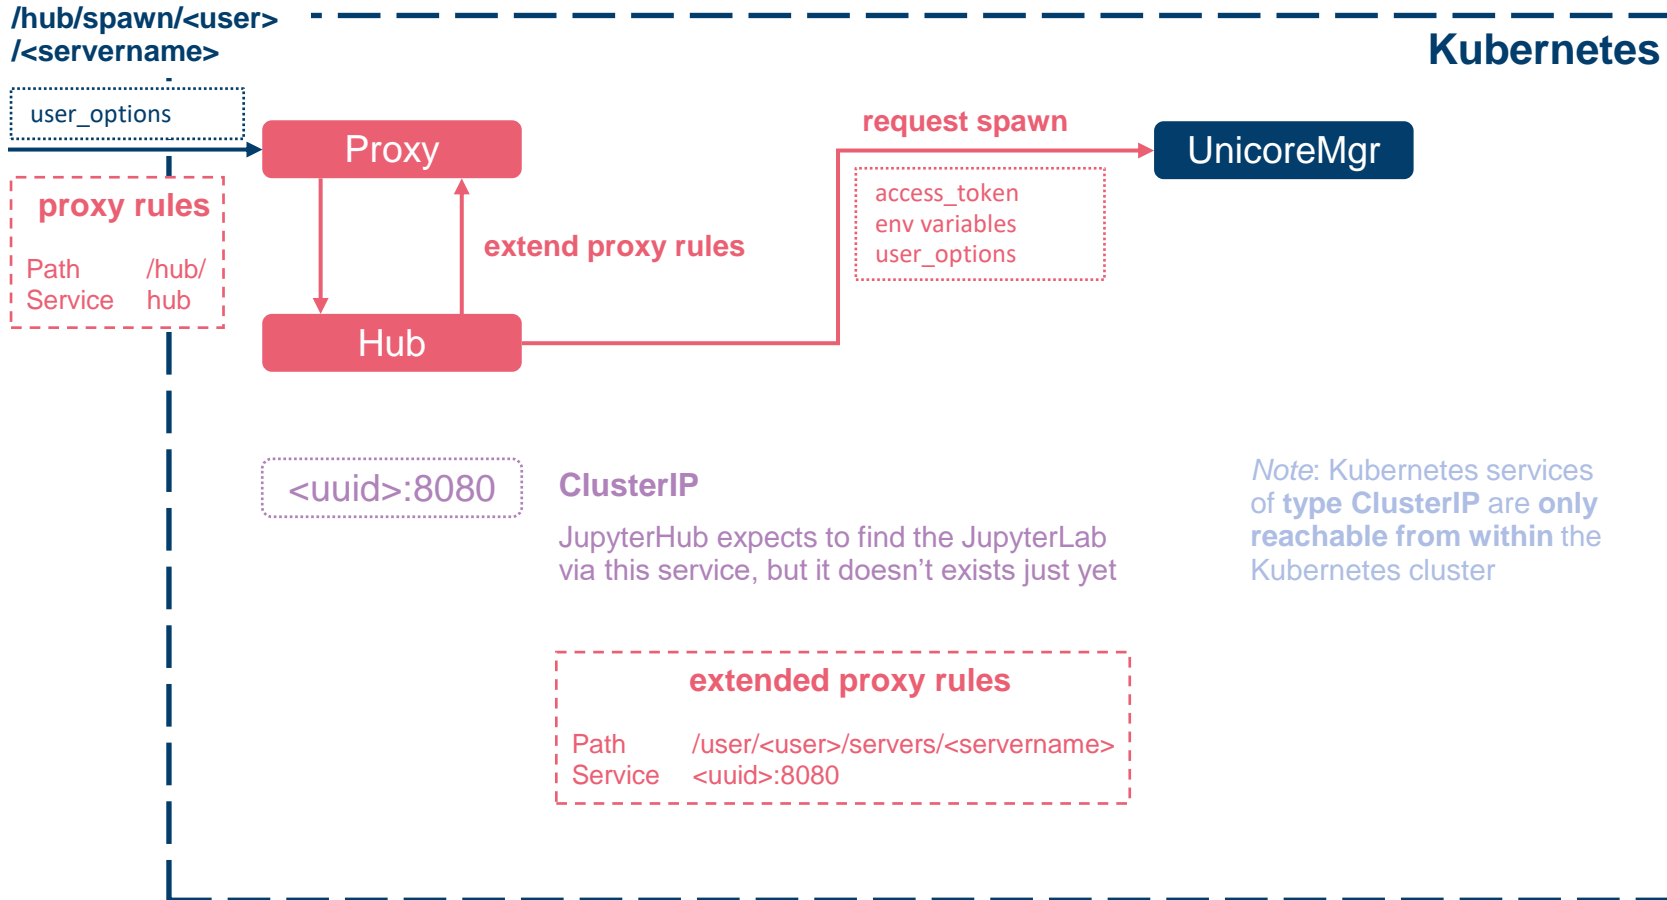 /hub/spawn/<user>
/<servername>
Kubernetes
user_options
Proxy
request spawn
UnicoreMgr
proxy rules
Path /hub/
Service hub
access_token
env variables
user_options
extend proxy rules
Hub
<uuid>:8080
ClusterIP
JupyterHub expects to find the JupyterLab
via this service, but it doesn’t exists just yet
Note: Kubernetes services
of type ClusterIP are only
reachable from within the
Kubernetes cluster
extended proxy rules
Path /user/<user>/servers/<servername>
Service <uuid>:8080